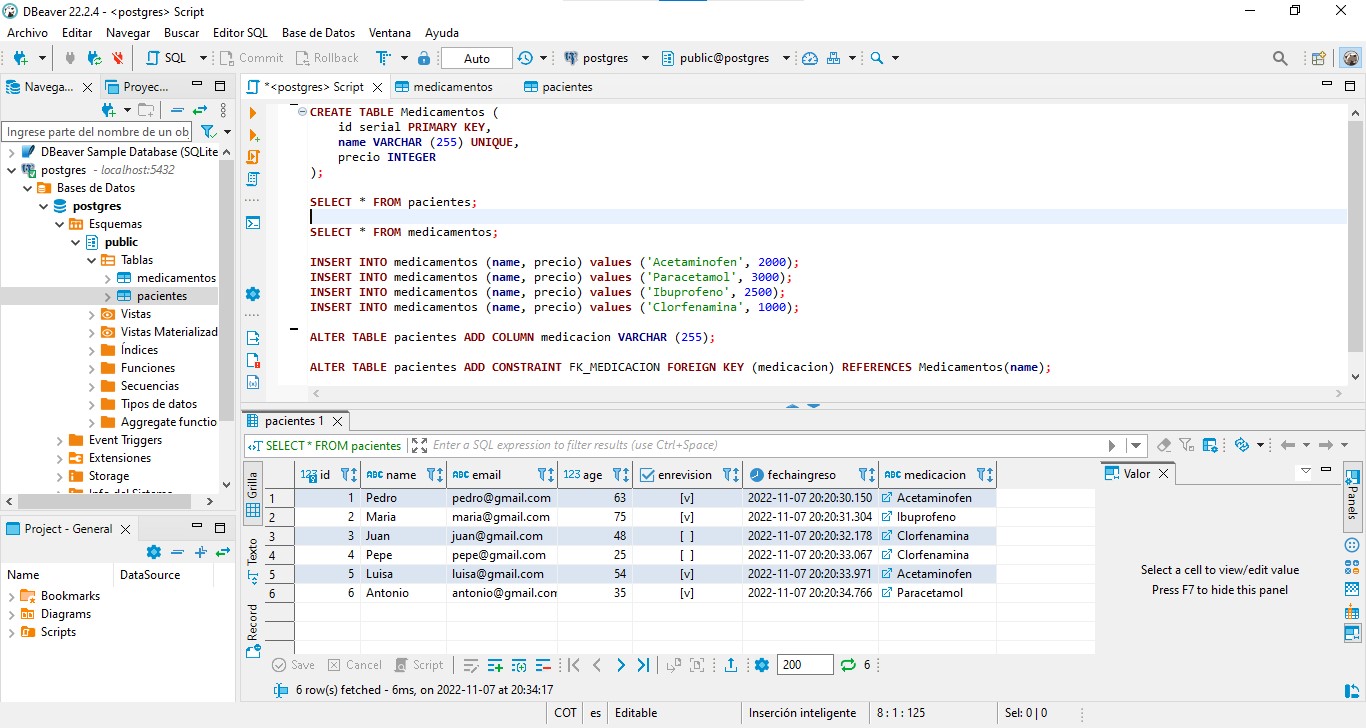 DBeaver 22.2.4 - <postgres> Script
Archivo Editar Navegar Buscar Editor SQL Base de Datos Ventana Ayuda
SQL Commit Rollback Auto postgres public@postgres
Navega... Proyec...
*<postgres> Script medicamentos pacientes
Ingrese parte del nombre de un ob
DBeaver Sample Database (SQLite
postgres - localhost:5432
Bases de Datos
postgres
Esquemas
public
Tablas
medicamentos
pacientes
Vistas
Vistas Materializad
Índices
Funciones
Secuencias
Tipos de datos
Aggregate functio
Event Triggers
Extensiones
Storage
CREATE TABLE Medicamentos (
id serial PRIMARY KEY,
name VARCHAR (255) UNIQUE,
precio INTEGER
);
SELECT * FROM pacientes;
SELECT * FROM medicamentos;
INSERT INTO medicamentos (name, precio) values ('Acetaminofen', 2000);
INSERT INTO medicamentos (name, precio) values ('Paracetamol', 3000);
INSERT INTO medicamentos (name, precio) values ('Ibuprofeno', 2500);
INSERT INTO medicamentos (name, precio) values ('Clorfenamina', 1000);
ALTER TABLE pacientes ADD COLUMN medicacion VARCHAR (255);
ALTER TABLE pacientes ADD CONSTRAINT FK_MEDICACION FOREIGN KEY (medicacion) REFERENCES Medicamentos(name);
pacientes 1
SELECT * FROM pacientes Enter a SQL expression to filter results (use Ctrl+Space)
Grilla
Texto
Record
123 id ABC name ABC email 123 age enrevision fechaingreso ABC medicacion
1 1 Pedro pedro@gmail.com 63 [v] 2022-11-07 20:20:30.150 Acetaminofen
2 2 Maria maria@gmail.com 75 [v] 2022-11-07 20:20:31.304 Ibuprofeno
3 3 Juan juan@gmail.com 48 [ ] 2022-11-07 20:20:32.178 Clorfenamina
4 4 Pepe pepe@gmail.com 25 [ ] 2022-11-07 20:20:33.067 Clorfenamina
5 5 Luisa luisa@gmail.com 54 [v] 2022-11-07 20:20:33.971 Acetaminofen
6 6 Antonio antonio@gmail.con 35 [v] 2022-11-07 20:20:34.766 Paracetamol
Valor
Panels
Select a cell to view/edit value
Press F7 to hide this panel
Project - General
Name DataSource
Bookmarks
Diagrams
Scripts
Save Cancel Script 200 6
6 row(s) fetched - 6ms, on 2022-11-07 at 20:34:17
COT es Editable Inserción inteligente 8 : 1 : 125 Sel: 0 | 0